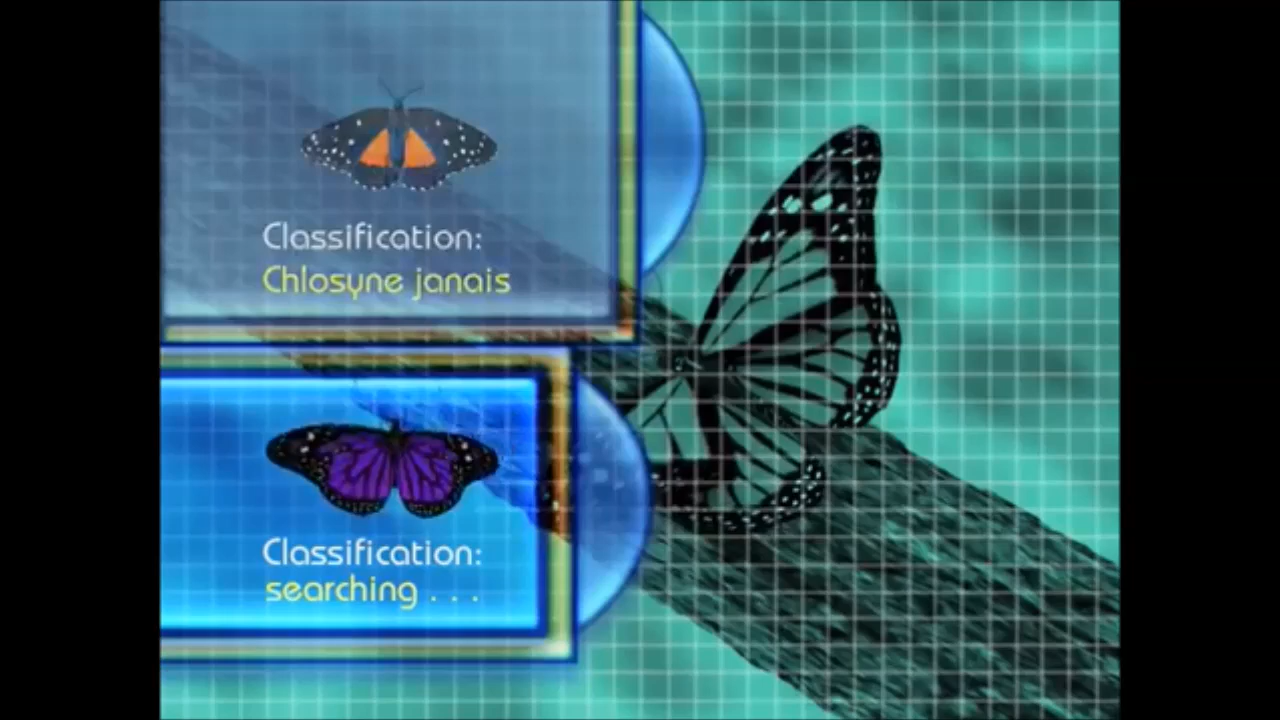 Classification:
Chlosyne janais
Classification:
searching . . .